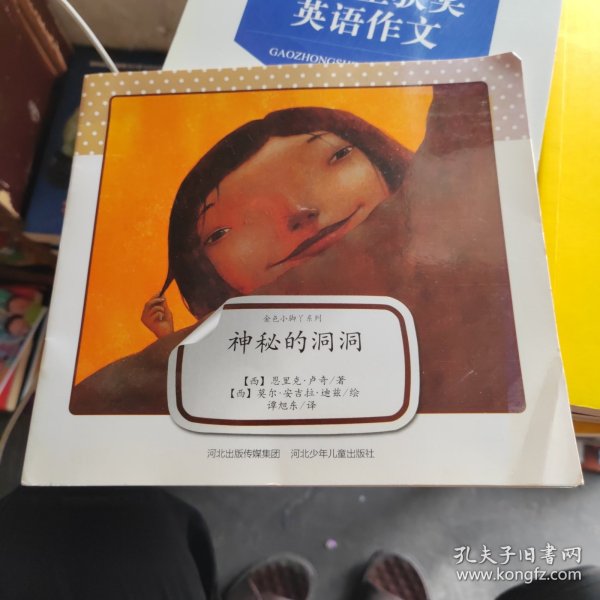 英语作文
GAOZHONGSH
金色小脚丫系列
神秘的洞洞
【西】恩里克·卢奇/著
【西】莫尔·安吉拉·迪兹/绘
谭旭东/译
河北出版传媒集团 河北少年儿童出版社
孔夫子旧书网
www.kongfz.com